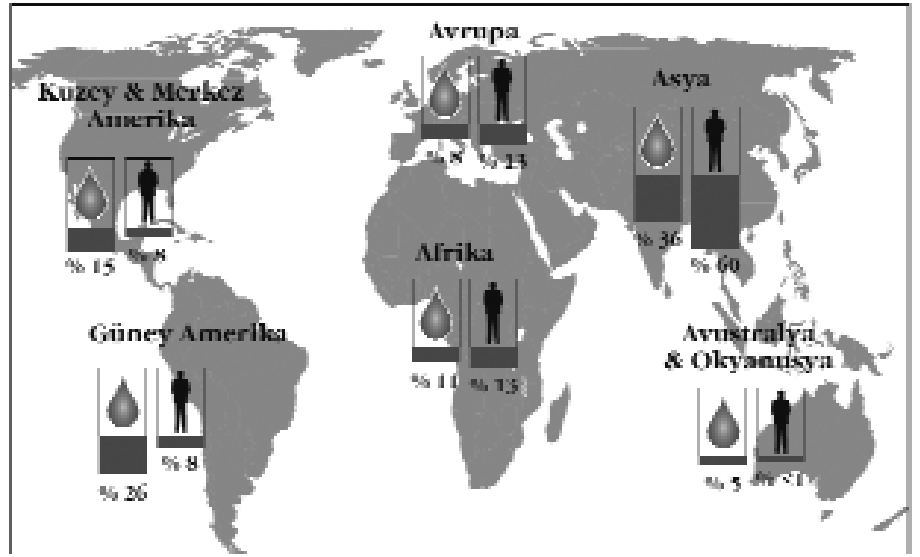 Avrupa
% 8 % 13
Asya
% 36 % 60
Kuzey & Merkez
Amerika
% 15 % 8
Afrika
% 11 % 13
Güney Amerika
% 26 % 8
Avustralya
& Okyanusya
% 5 % <1